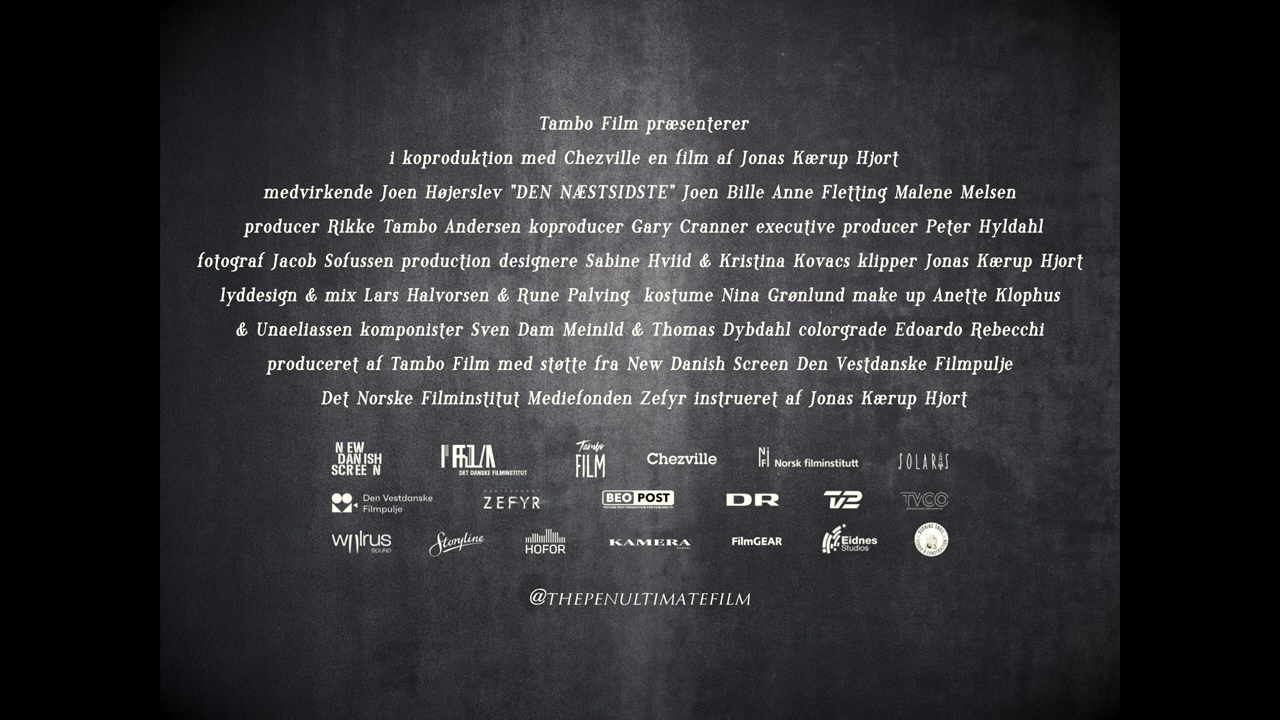 Tambo Film præsenterer
i koproduktion med Chezville en film af Jonas Kærup Hjort
medvirkende Joen Højerslev "DEN NÆSTSIDSTE" Joen Bille Anne Fletting Malene Melsen
producer Rikke Tambo Andersen koproducer Gary Cranner executive producer Peter Hyldahl
fotograf Jacob Sofussen production designere Sabine Hviid & Kristina Kovacs klipper Jonas Kærup Hjort
lyddesign & mix Lars Halvorsen & Rune Palving kostume Nina Grønlund make up Anette Klophus
& Unaeliassen komponister Sven Dam Meinild & Thomas Dybdahl colorgrade Edoardo Rebecchi
produceret af Tambo Film med støtte fra New Danish Screen Den Vestdanske Filmpulje
Det Norske Filminstitut Mediefonden Zefyr instrueret af Jonas Kærup Hjort
NEW
DANISH
SCREEN
DET DANSKE FILMINSTITUT
Tambo
FILM
Chezville
NFI Norsk filminstitutt
SOLARIS
Den Vestdanske
Filmpulje
ZEFYR
BEO POST
DR
TV2
TVCO
Wallrus
SOUND
Storyline
HOFOR
KAMERA
FilmGEAR
Eidnes
Studios
@THEPENULTIMATEFILM